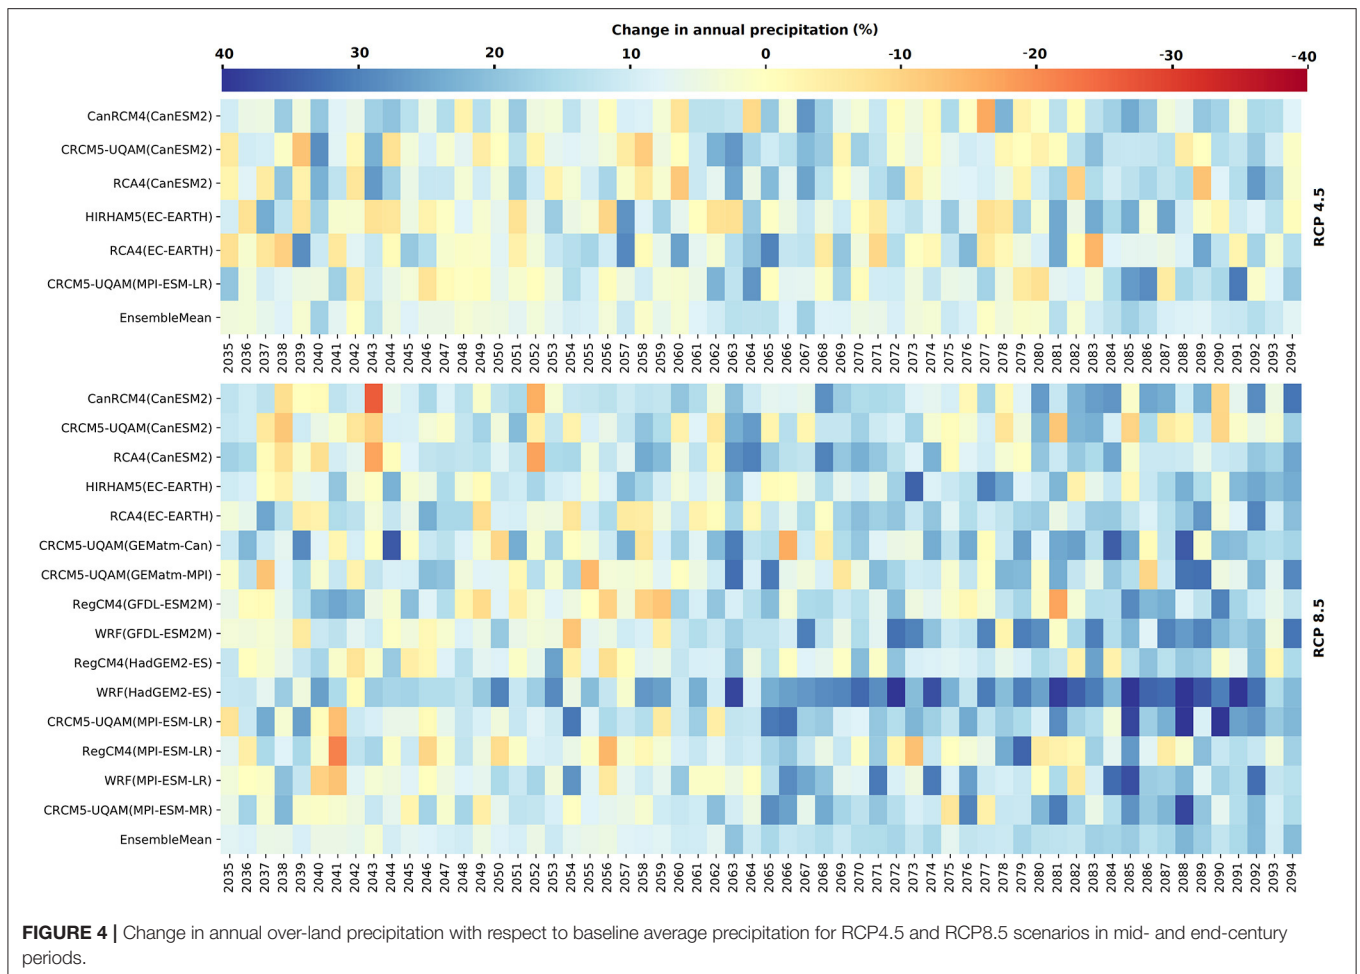 Change in annual precipitation (%)
40 30 20 10 0 -10 -20 -30 -40
CanRCM4(CanESM2)
CRCM5-UQAM(CanESM2)
RCA4(CanESM2)
HIRHAM5(EC-EARTH)
RCA4(EC-EARTH)
CRCM5-UQAM(MPI-ESM-LR)
EnsembleMean
RCP 4.5
2035 2036 2037 2038 2039 2040 2041 2042 2043 2044 2045 2046 2047 2048 2049 2050 2051 2052 2053 2054 2055 2056 2057 2058 2059 2060 2061 2062 2063 2064 2065 2066 2067 2068 2069 2070 2071 2072 2073 2074 2075 2076 2077 2078 2079 2080 2081 2082 2083 2084 2085 2086 2087 2088 2089 2090 2091 2092 2093 2094
CanRCM4(CanESM2)
CRCM5-UQAM(CanESM2)
RCA4(CanESM2)
HIRHAM5(EC-EARTH)
RCA4(EC-EARTH)
CRCM5-UQAM(GEMatm-Can)
CRCM5-UQAM(GEMatm-MPI)
RegCM4(GFDL-ESM2M)
WRF(GFDL-ESM2M)
RegCM4(HadGEM2-ES)
WRF(HadGEM2-ES)
CRCM5-UQAM(MPI-ESM-LR)
RegCM4(MPI-ESM-LR)
WRF(MPI-ESM-LR)
CRCM5-UQAM(MPI-ESM-MR)
EnsembleMean
RCP 8.5
2035 2036 2037 2038 2039 2040 2041 2042 2043 2044 2045 2046 2047 2048 2049 2050 2051 2052 2053 2054 2055 2056 2057 2058 2059 2060 2061 2062 2063 2064 2065 2066 2067 2068 2069 2070 2071 2072 2073 2074 2075 2076 2077 2078 2079 2080 2081 2082 2083 2084 2085 2086 2087 2088 2089 2090 2091 2092 2093 2094
FIGURE 4 | Change in annual over-land precipitation with respect to baseline average precipitation for RCP4.5 and RCP8.5 scenarios in mid- and end-century
periods.